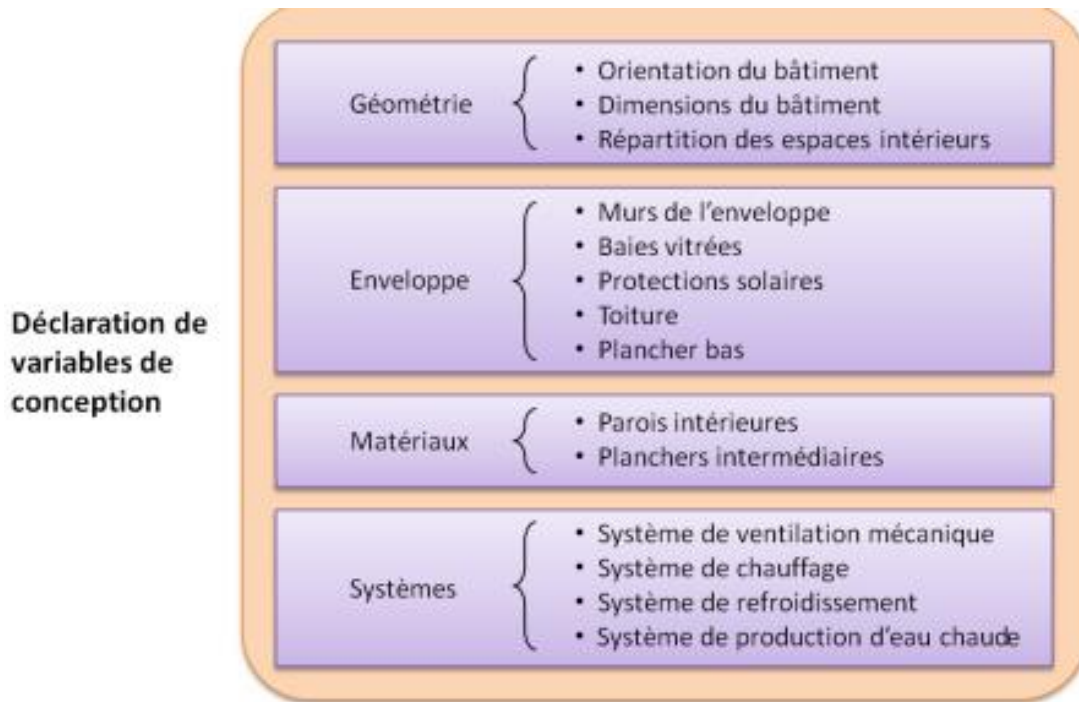 Déclaration de
variables de
conception
Géométrie
• Orientation du bâtiment
• Dimensions du bâtiment
• Répartition des espaces intérieurs
Enveloppe
• Murs de l'enveloppe
• Baies vitrées
• Protections solaires
• Toiture
• Plancher bas
Matériaux
• Parois intérieures
• Planchers intermédiaires
Systèmes
• Système de ventilation mécanique
• Système de chauffage
• Système de refroidissement
• Système de production d'eau chaude